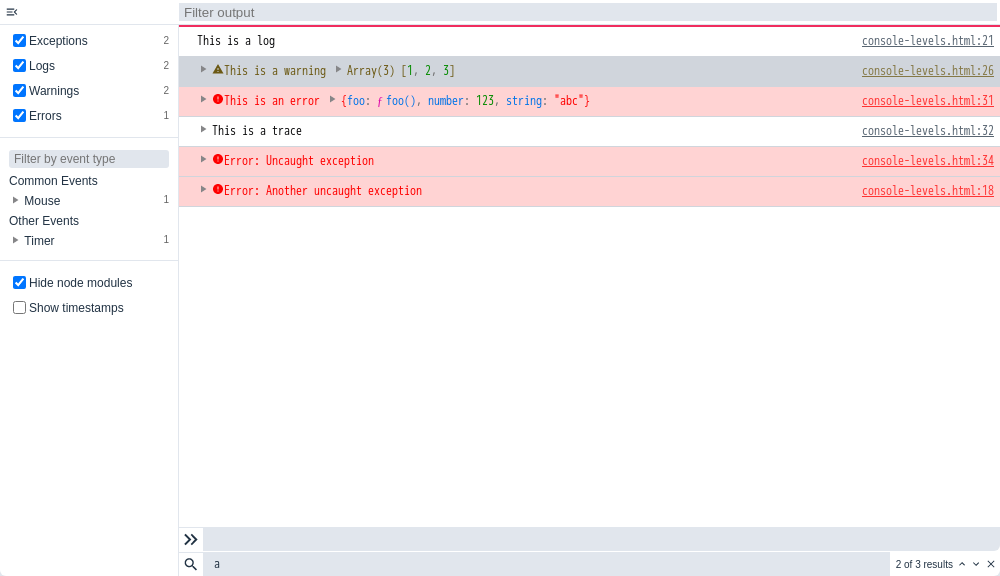 Filter output
Exceptions 2
Logs 2
Warnings 2
Errors 1
Filter by event type
Common Events
Mouse 1
Other Events
Timer 1
Hide node modules
Show timestamps
This is a log console-levels.html:21
This is a warning Array(3) [1, 2, 3] console-levels.html:26
This is an error {foo: ƒ foo(), number: 123, string: "abc"} console-levels.html:31
This is a trace console-levels.html:32
Error: Uncaught exception console-levels.html:34
Error: Another uncaught exception console-levels.html:18
a
2 of 3 results